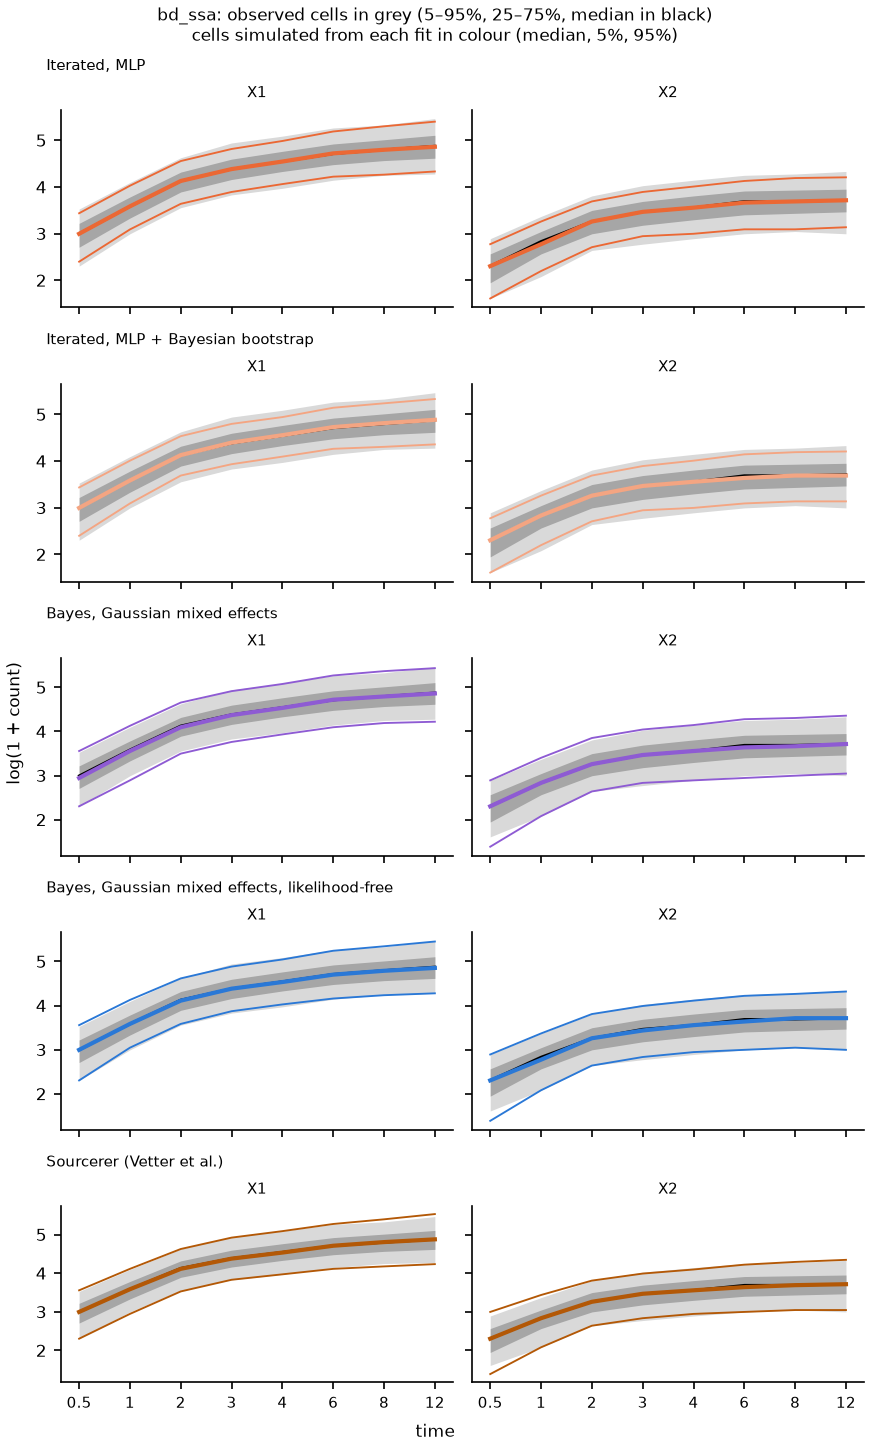 bd_ssa: observed cells in grey (5–95%, 25–75%, median in black)
cells simulated from each fit in colour (median, 5%, 95%)
Iterated, MLP
X1
X2
5
4
3
2
Iterated, MLP + Bayesian bootstrap
X1
X2
5
4
3
2
Bayes, Gaussian mixed effects
X1
X2
5
4
3
2
log(1 + count)
Bayes, Gaussian mixed effects, likelihood-free
X1
X2
5
4
3
2
Sourcerer (Vetter et al.)
X1
X2
5
4
3
2
0.5 1 2 3 4 6 8 12
0.5 1 2 3 4 6 8 12
time